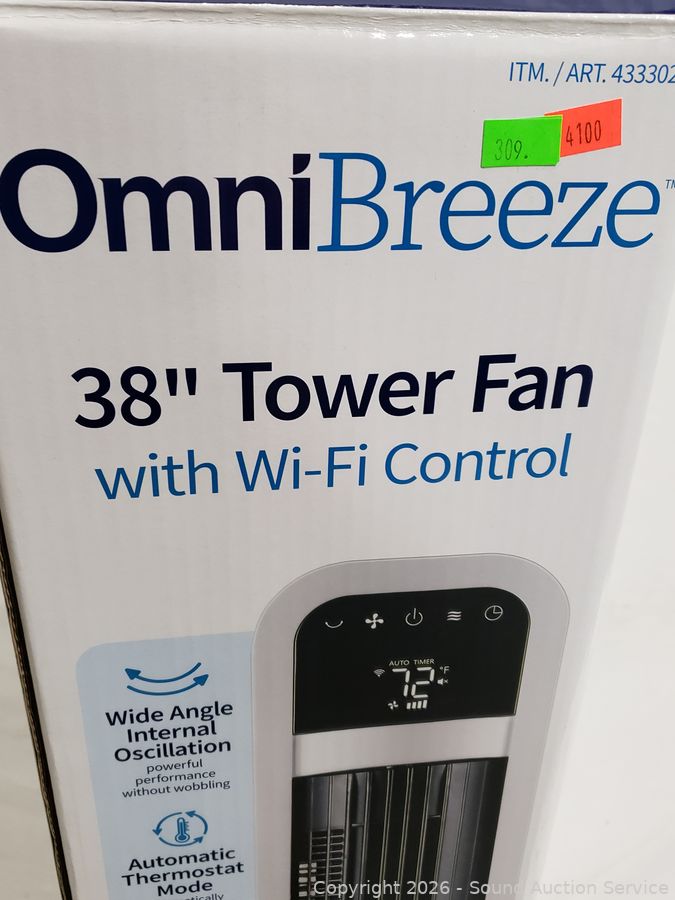 ITM. / ART. 433302
309.
4100
OmniBreeze™
38" Tower Fan
with Wi-Fi Control
AUTO TIMER
72 °F
Wide Angle
Internal
Oscillation
powerful
performance
without wobbling
Automatic
Thermostat
Mode
Copyright 2026 - Sound Auction Service